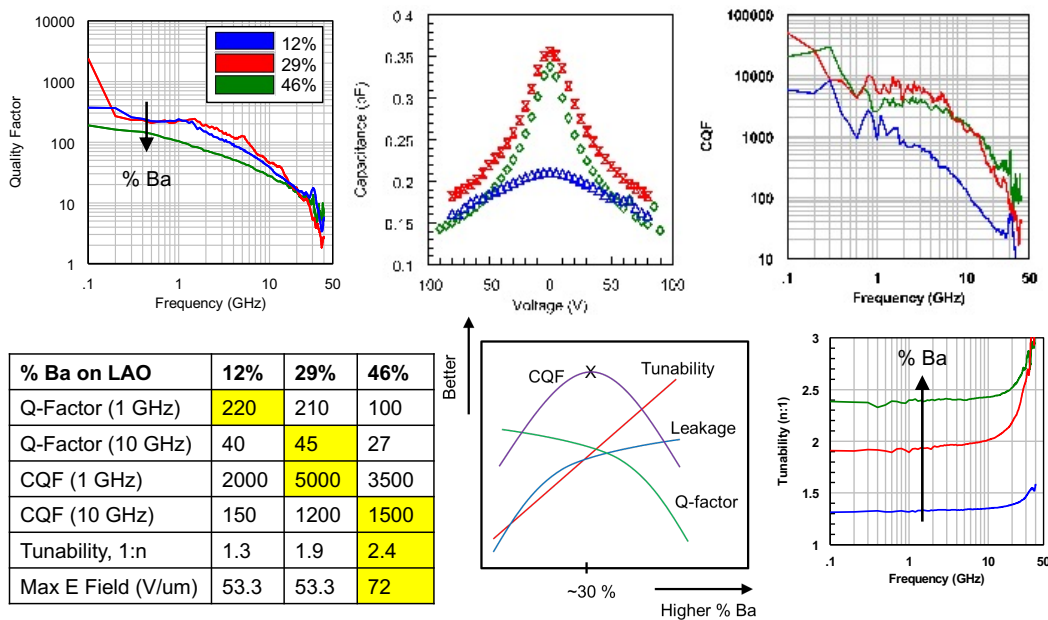 10000
1000
100
10
1
Quality Factor
12%
29%
46%
% Ba
.1
1
10
50
Frequency (GHz)
0.4
0.35
0.3
0.25
0.2
0.15
0.1
Capacitance (pF)
100 50 0 50 100
Voltage (V)
100000
10000
1000
100
10
CQF
.1 1 10 50
Frequency (GHz)
% Ba on LAO 12% 29% 46%
Q-Factor (1 GHz) 220 210 100
Q-Factor (10 GHz) 40 45 27
CQF (1 GHz) 2000 5000 3500
CQF (10 GHz) 150 1200 1500
Tunability, 1:n 1.3 1.9 2.4
Max E Field (V/um) 53.3 53.3 72
Better
CQF
X
Tunability
Leakage
Q-factor
~30 %
Higher % Ba
3
2.5
2
1.5
1
Tunability (n:1)
% Ba
.1 1 10 50
Frequency (GHz)